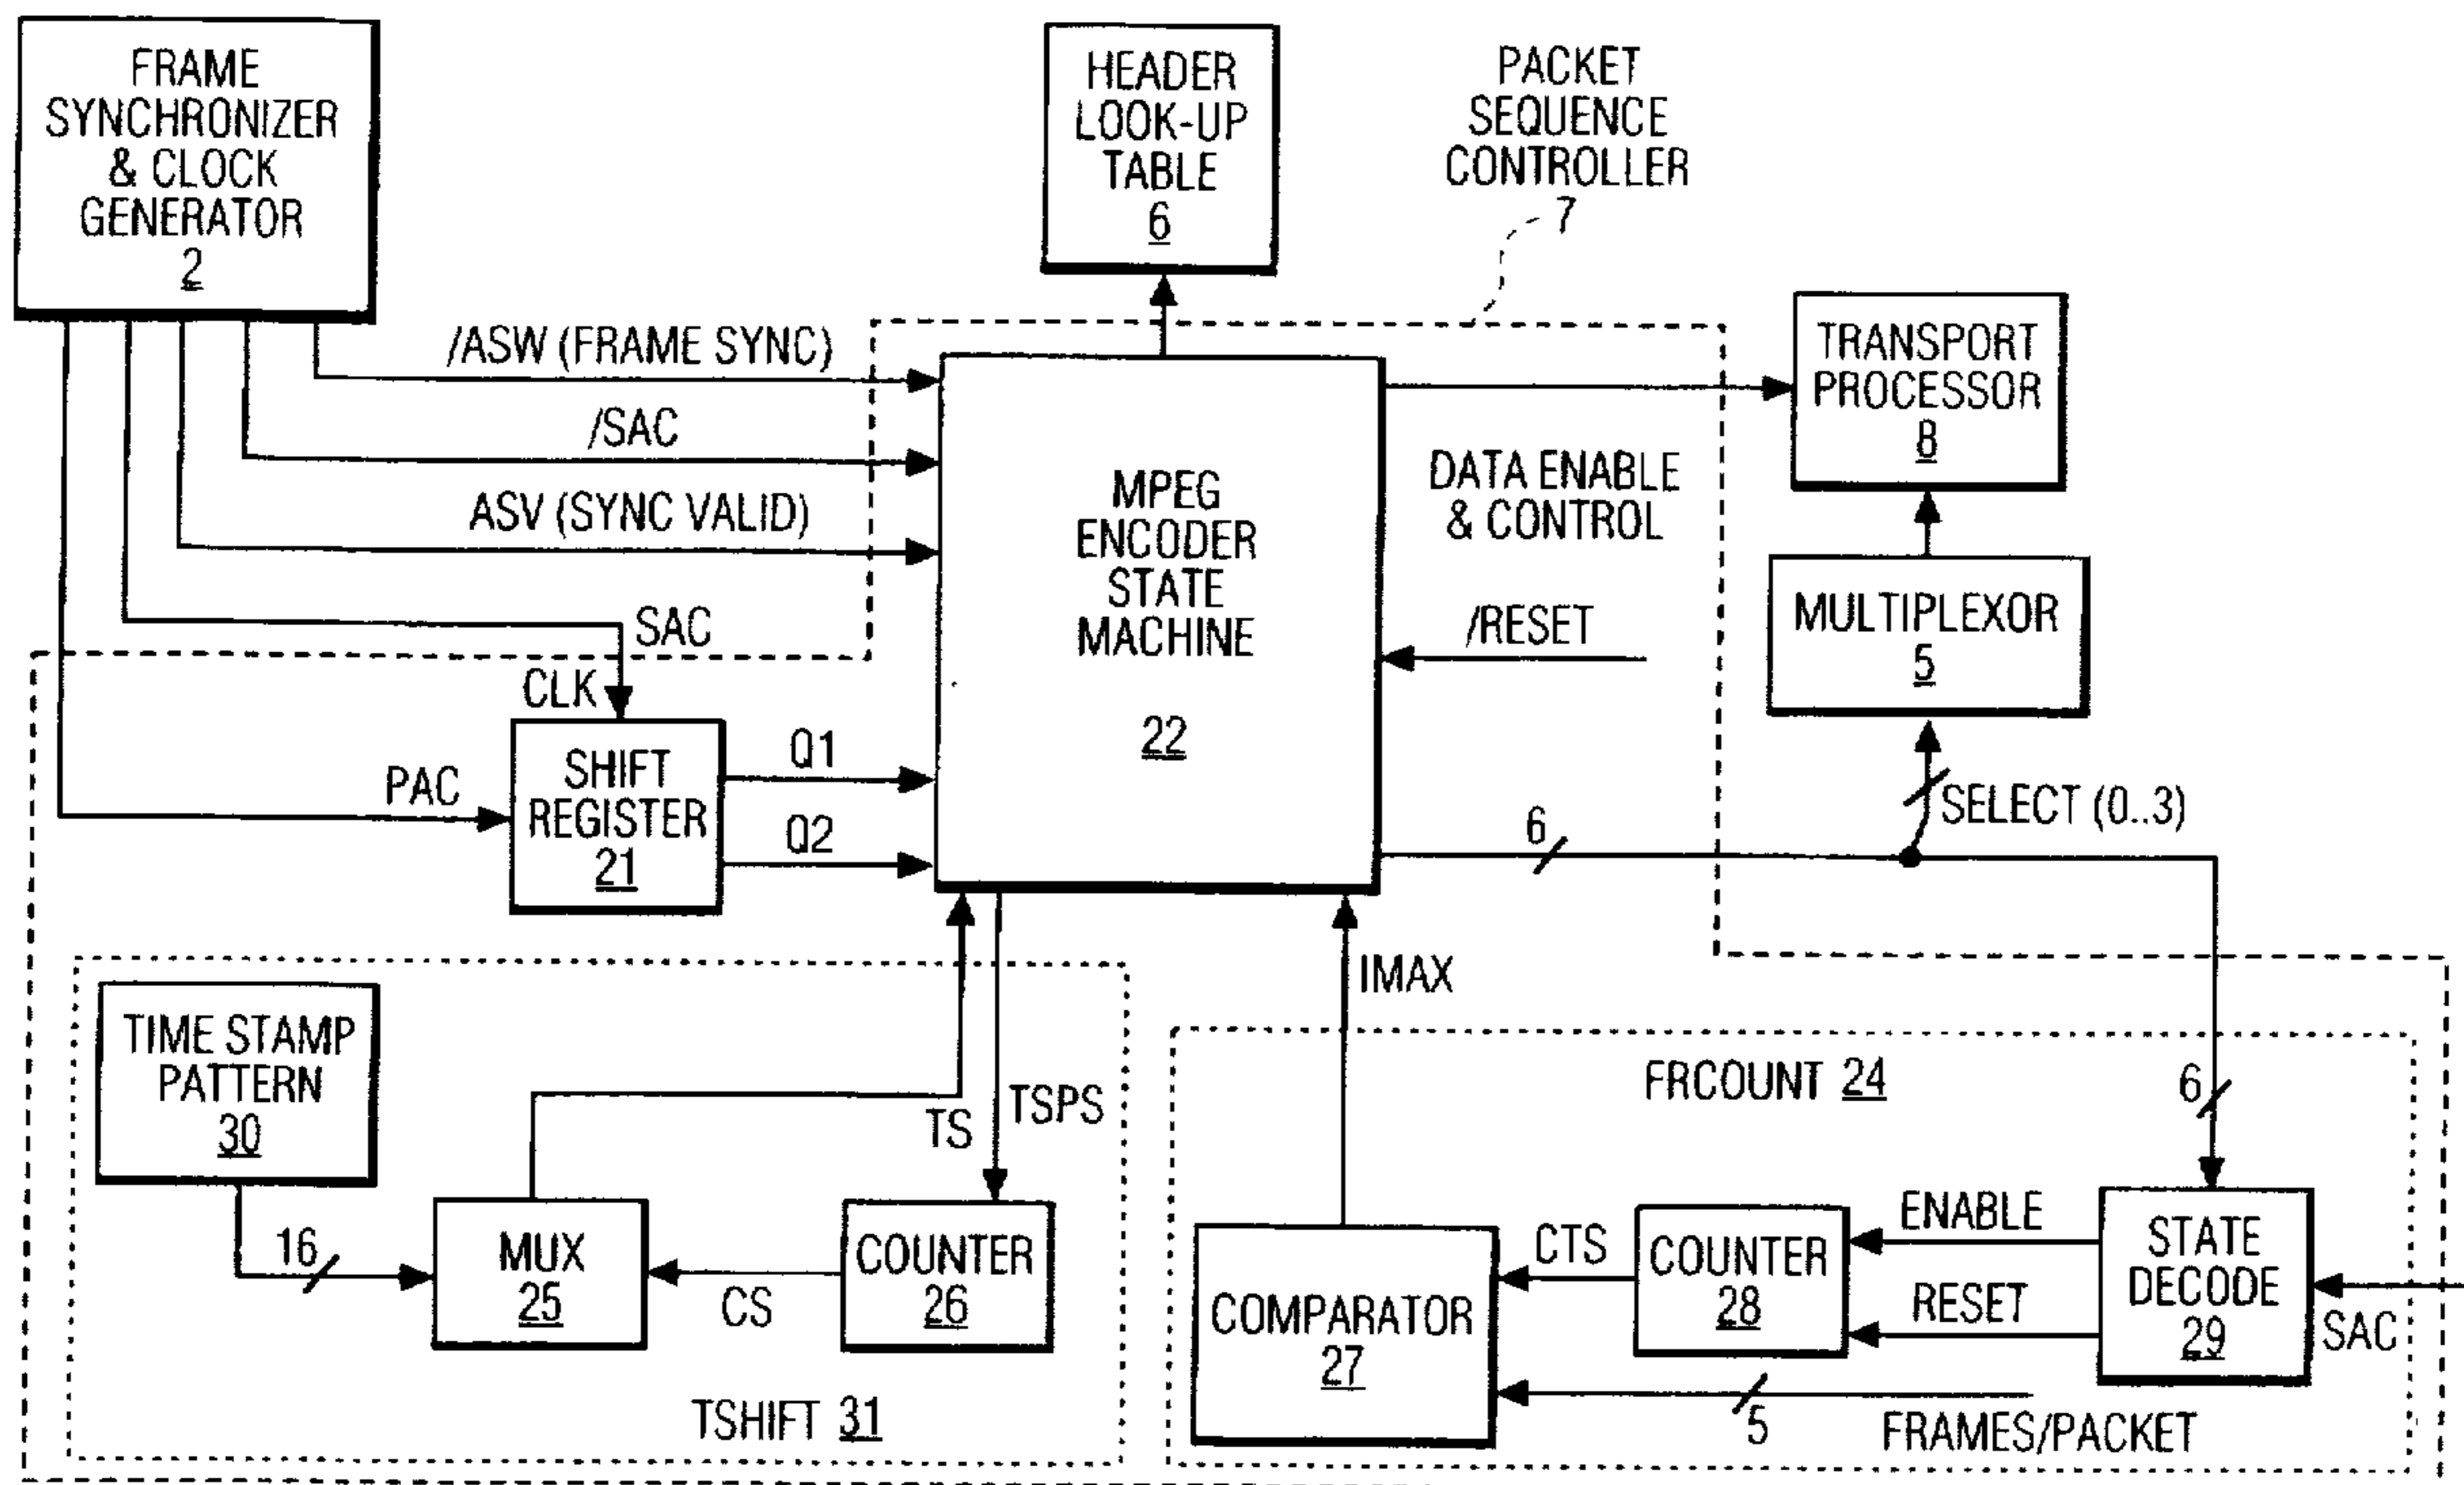 FRAME
SYNCHRONIZER
& CLOCK
GENERATOR
2
HEADER
LOOK-UP
TABLE
6
PACKET
SEQUENCE
CONTROLLER
7
/ASW (FRAME SYNC)
/SAC
ASV (SYNC VALID)
SAC
CLK
PAC
SHIFT
REGISTER
21
Q1
Q2
MPEG
ENCODER
STATE
MACHINE
22
TRANSPORT
PROCESSOR
8
DATA ENABLE
& CONTROL
/RESET
MULTIPLEXOR
5
SELECT (0..3)
6
IMAX
TIME STAMP
PATTERN
30
TS
TSPS
16
MUX
25
CS
COUNTER
26
TSHIFT 31
FRCOUNT 24
6
COMPARATOR
27
CTS
COUNTER
28
ENABLE
RESET
STATE
DECODE
29
SAC
5
FRAMES/PACKET